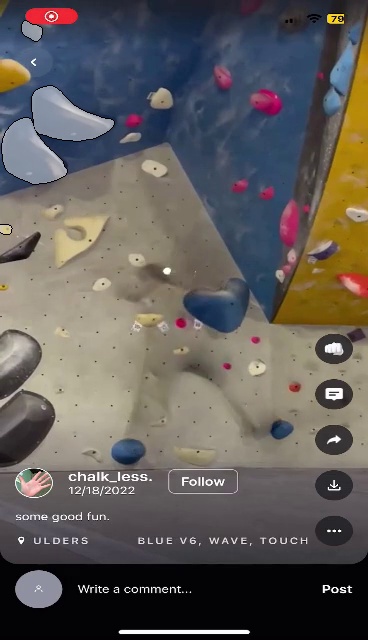 79
chalk_less.
Follow
12/18/2022
some good fun.
ULDERS BLUE V6, WAVE, TOUCH
Write a comment... Post